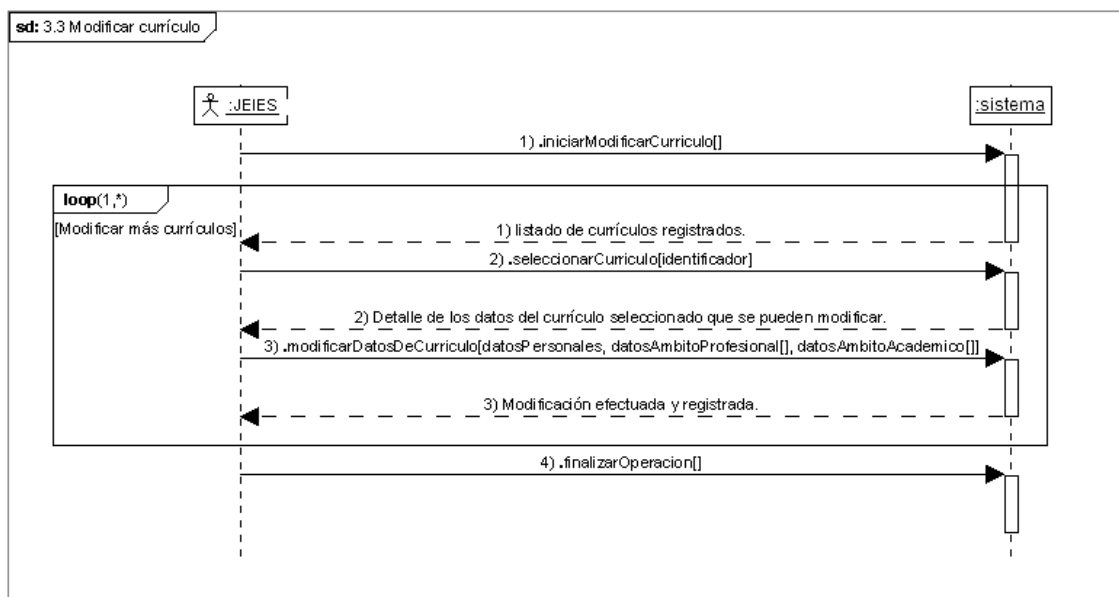 sd: 3.3 Modificar currículo
:JEIES
:sistema
1) .iniciarModificarCurriculo[]
loop(1,*)
[Modificar más currículos]
1) listado de currículos registrados.
2) .seleccionarCurriculo[identificador]
2) Detalle de los datos del currículo seleccionado que se pueden modificar.
3) .modificarDatosDeCurriculo[datosPersonales, datosAmbitoProfesional[], datosAmbitoAcademico[]]
3) Modificación efectuada y registrada.
4) .finalizarOperacion[]